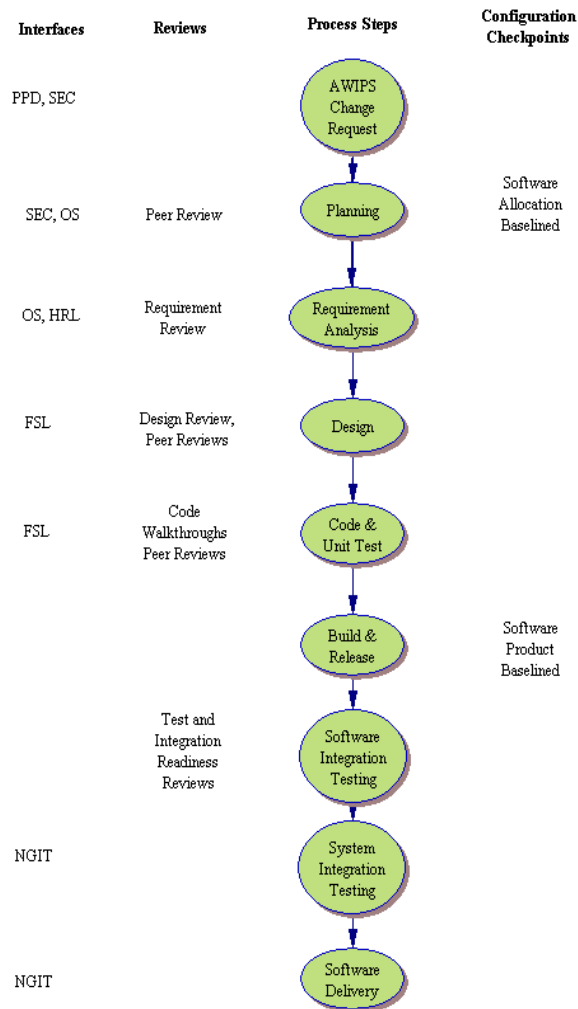 Interfaces
Reviews
Process Steps
Configuration
Checkpoints
PPD, SEC
AWIPS
Change
Request
SEC, OS
Peer Review
Planning
Software
Allocation
Baselined
OS, HRL
Requirement
Review
Requirement
Analysis
FSL
Design Review,
Peer Reviews
Design
FSL
Code
Walkthroughs
Peer Reviews
Code &
Unit Test
Build &
Release
Software
Product
Baselined
Test and
Integration
Readiness
Reviews
Software
Integration
Testing
NGIT
System
Integration
Testing
NGIT
Software
Delivery